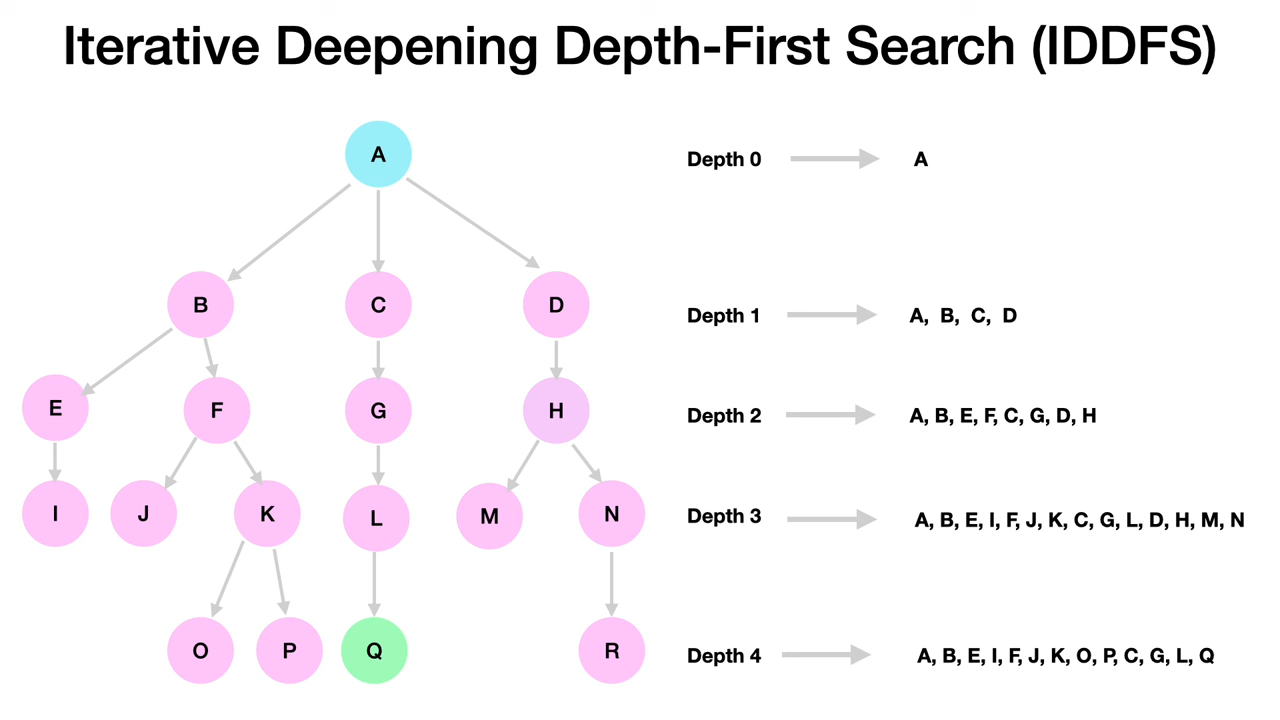 Iterative Deepening Depth-First Search (IDDFS)
A
Depth 0
A
B
C
D
Depth 1
A, B, C, D
E
F
G
H
Depth 2
A, B, E, F, C, G, D, H
I
J
K
L
M
N
Depth 3
A, B, E, I, F, J, K, C, G, L, D, H, M, N
O
P
Q
R
Depth 4
A, B, E, I, F, J, K, O, P, C, G, L, Q